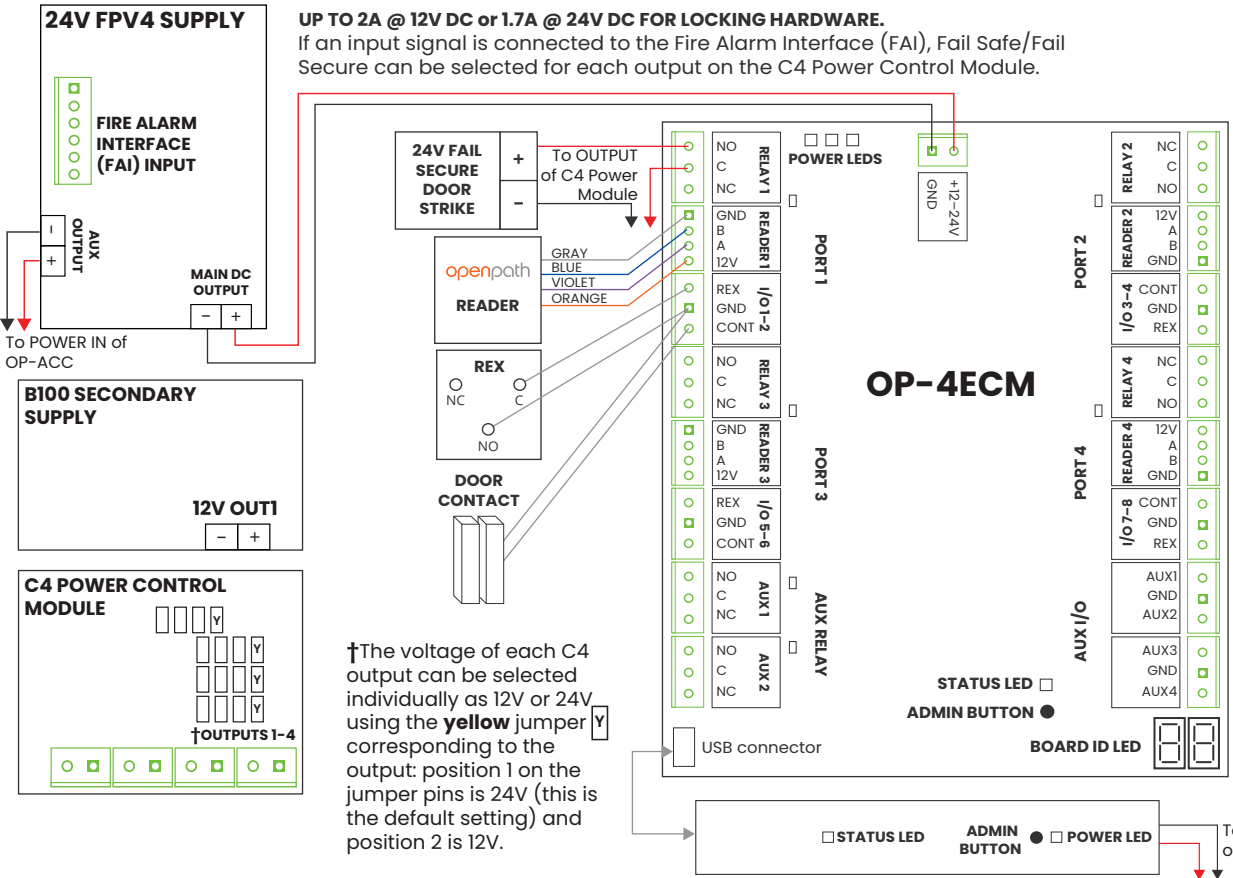 24V FPV4 SUPPLY
UP TO 2A @ 12V DC or 1.7A @ 24V DC FOR LOCKING HARDWARE.
If an input signal is connected to the Fire Alarm Interface (FAI), Fail Safe/Fail
Secure can be selected for each output on the C4 Power Control Module.
FIRE ALARM
INTERFACE
(FAI) INPUT
AUX
OUTPUT
-
+
MAIN DC
OUTPUT
- +
To POWER IN of
OP-ACC
B100 SECONDARY
SUPPLY
12V OUT1
- +
C4 POWER CONTROL
MODULE
Y
Y
Y
Y
†OUTPUTS 1-4
24V FAIL
SECURE
DOOR
STRIKE
+
-
To OUTPUT
of C4 Power
Module
openpath
READER
GRAY
BLUE
VIOLET
ORANGE
REX
NC
C
NO
DOOR
CONTACT
†The voltage of each C4
output can be selected
individually as 12V or 24V
using the yellow jumper Y
corresponding to the
output: position 1 on the
jumper pins is 24V (this is
the default setting) and
position 2 is 12V.
NO
C
NC
RELAY 1
GND
B
A
12V
READER 1
REX
GND
CONT
I/O 1-2
PORT 1
NO
C
NC
RELAY 3
GND
B
A
12V
READER 3
REX
GND
CONT
I/O 5-6
PORT 3
NO
C
NC
AUX 1
NO
C
NC
AUX 2
AUX RELAY
POWER LEDS
GND
+12-24V
OP-4ECM
RELAY 2
NC
C
NO
READER 2
12V
A
B
GND
I/O 3-4
CONT
GND
REX
PORT 2
RELAY 4
NC
C
NO
READER 4
12V
A
B
GND
I/O 7-8
CONT
GND
REX
PORT 4
AUX1
GND
AUX2
AUX3
GND
AUX4
AUX I/O
STATUS LED
ADMIN BUTTON
BOARD ID LED
USB connector
STATUS LED
ADMIN
BUTTON
POWER LED